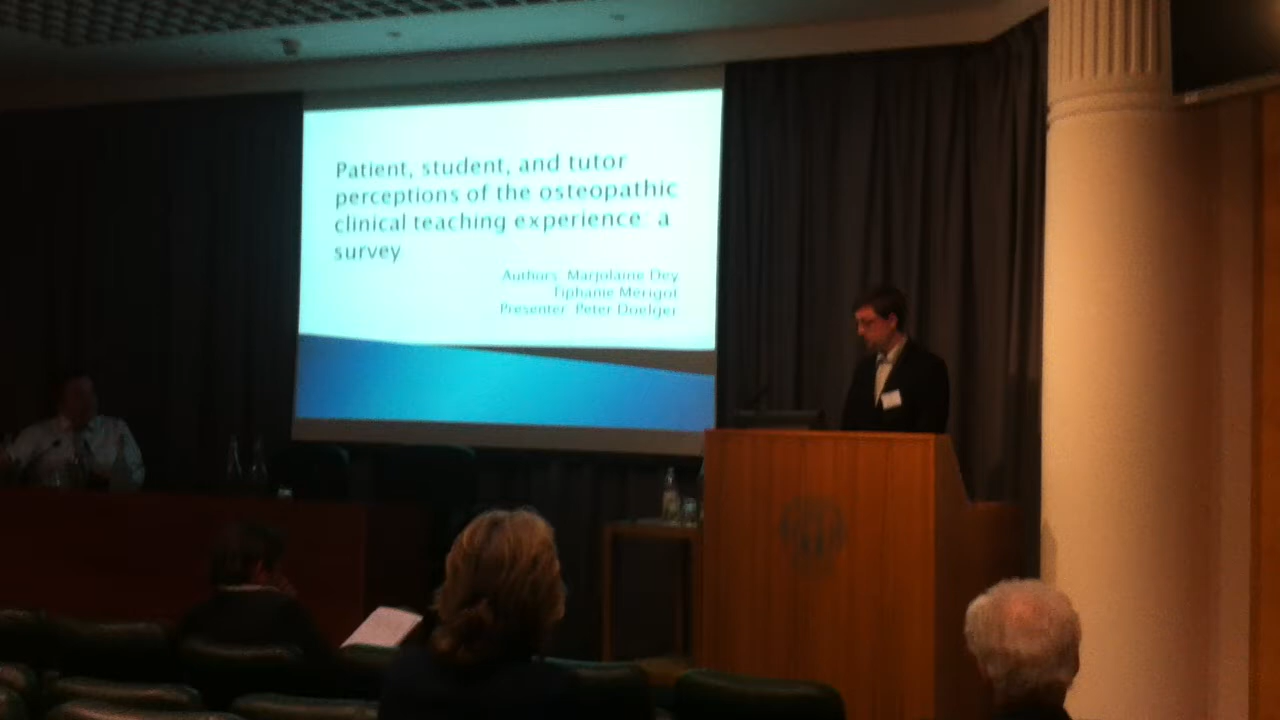 Patient, student, and tutor
perceptions of the osteopathic
clinical teaching experience: a
survey
Authors: Marjolaine Dey
Tiphanie Merigot
Presenter: Peter Doelger